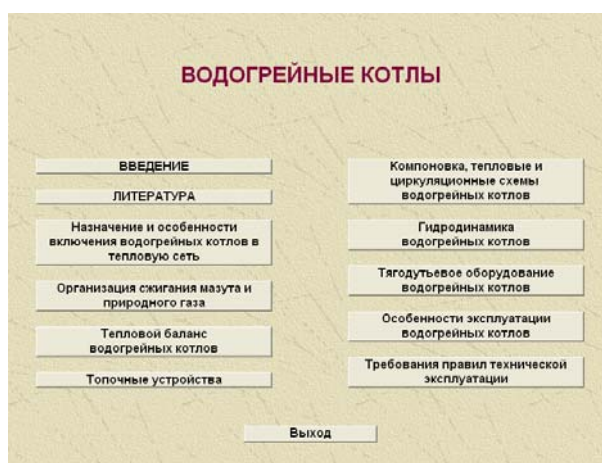 ВОДОГРЕЙНЫЕ КОТЛЫ
ВВЕДЕНИЕ
ЛИТЕРАТУРА
Назначение и особенности
включения водогрейных котлов в
тепловую сеть
Организация сжигания мазута и
природного газа
Тепловой баланс
водогрейных котлов
Топочные устройства
Компоновка, тепловые и
циркуляционные схемы
водогрейных котлов
Гидродинамика
водогрейных котлов
Тягодутьевое оборудование
водогрейных котлов
Особенности эксплуатации
водогрейных котлов
Требования правил технической
эксплуатации
Выход